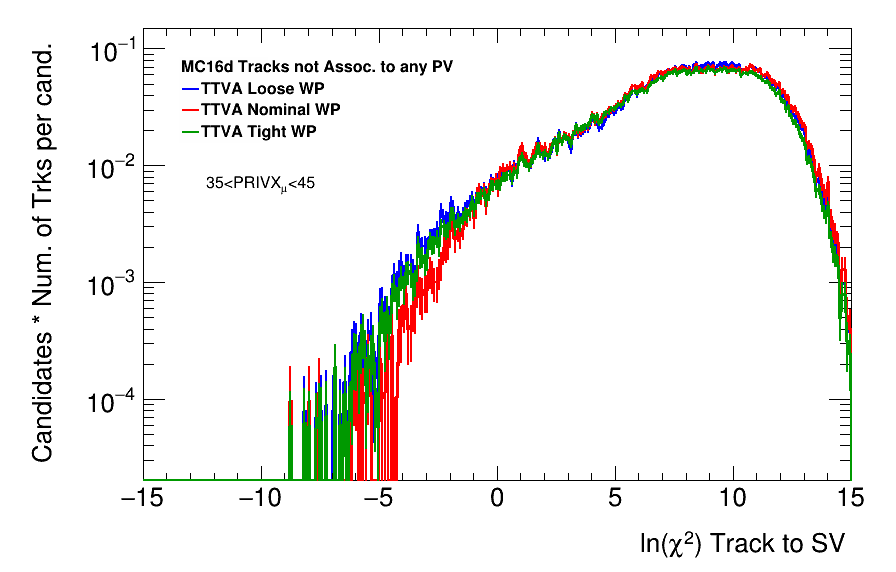 Candidates * Num. of Trks per cand.
10⁻¹
10⁻²
10⁻³
10⁻⁴
MC16d Tracks not Assoc. to any PV
TTVA Loose WP
TTVA Nominal WP
TTVA Tight WP
35<PRIVXμ<45
−15 −10 −5 0 5 10 15
ln(χ²) Track to SV